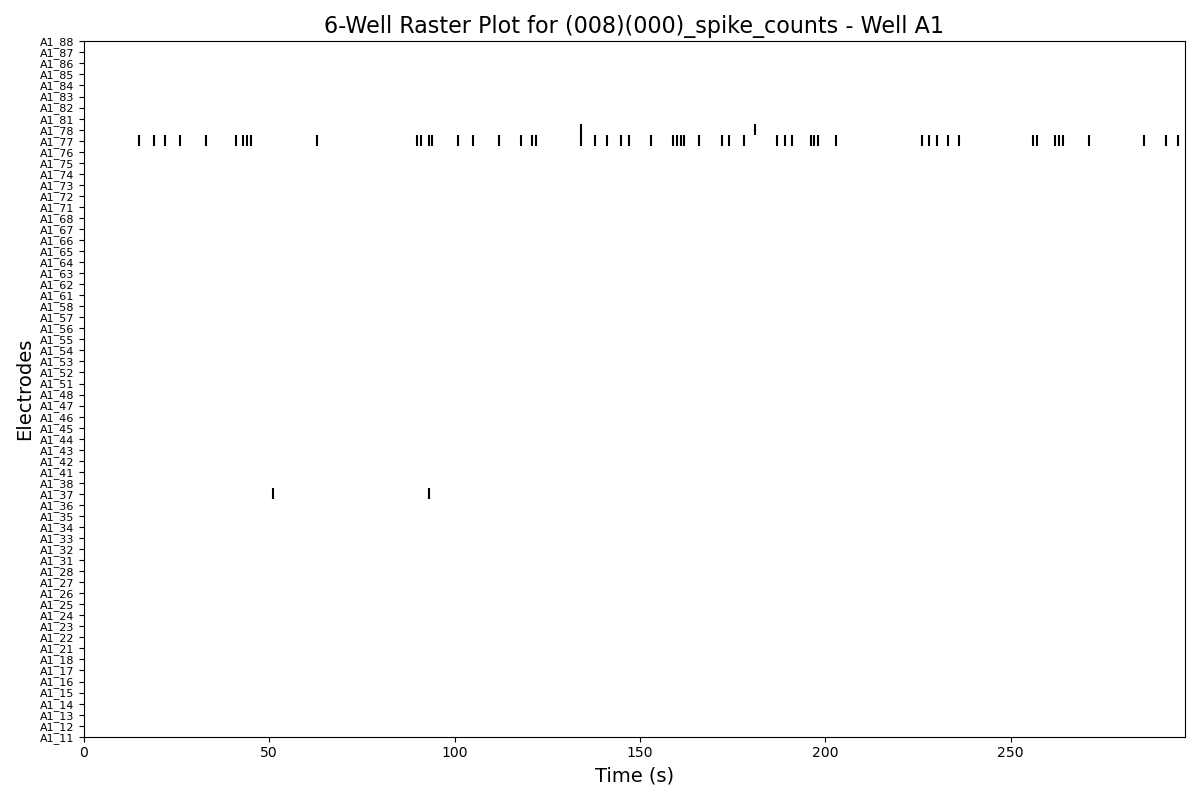 6-Well Raster Plot for (008)(000)_spike_counts - Well A1
A1_88
A1_87
A1_86
A1_85
A1_84
A1_83
A1_82
A1_81
A1_78
A1_77
A1_76
A1_75
A1_74
A1_73
A1_72
A1_71
A1_68
A1_67
A1_66
A1_65
A1_64
A1_63
A1_62
A1_61
A1_58
A1_57
A1_56
A1_55
A1_54
A1_53
A1_52
A1_51
A1_48
A1_47
A1_46
A1_45
A1_44
A1_43
A1_42
A1_41
A1_38
A1_37
A1_36
A1_35
A1_34
A1_33
A1_32
A1_31
A1_28
A1_27
A1_26
A1_25
A1_24
A1_23
A1_22
A1_21
A1_18
A1_17
A1_16
A1_15
A1_14
A1_13
A1_12
A1_11
Electrodes
0 50 100 150 200 250
Time (s)